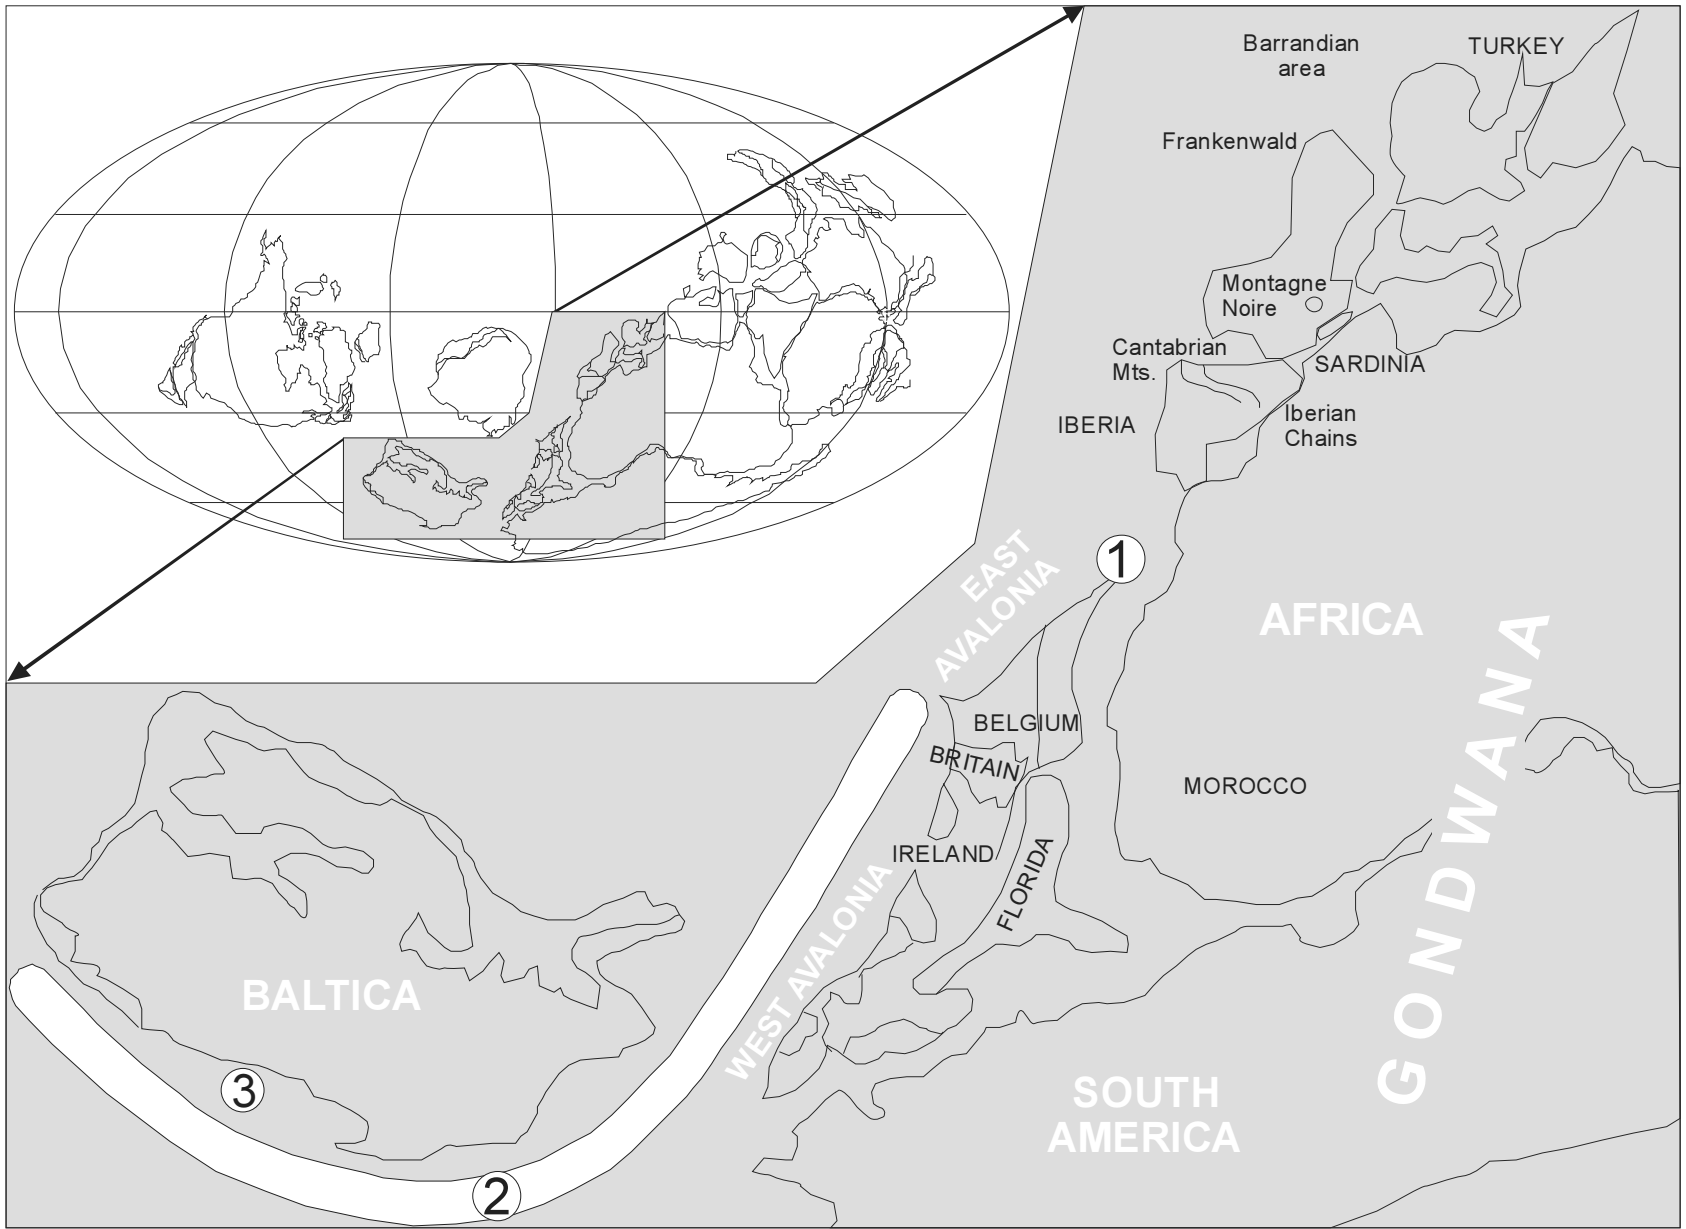 Barrandian
area
TURKEY
Frankenwald
Montagne
Noire
Cantabrian
Mts.
SARDINIA
IBERIA
Iberian
Chains
EAST
AVALONIA
1
AFRICA
GONDWANA
BELGIUM
BRITAIN
MOROCCO
IRELAND
FLORIDA
WEST AVALONIA
BALTICA
3
SOUTH
AMERICA
2